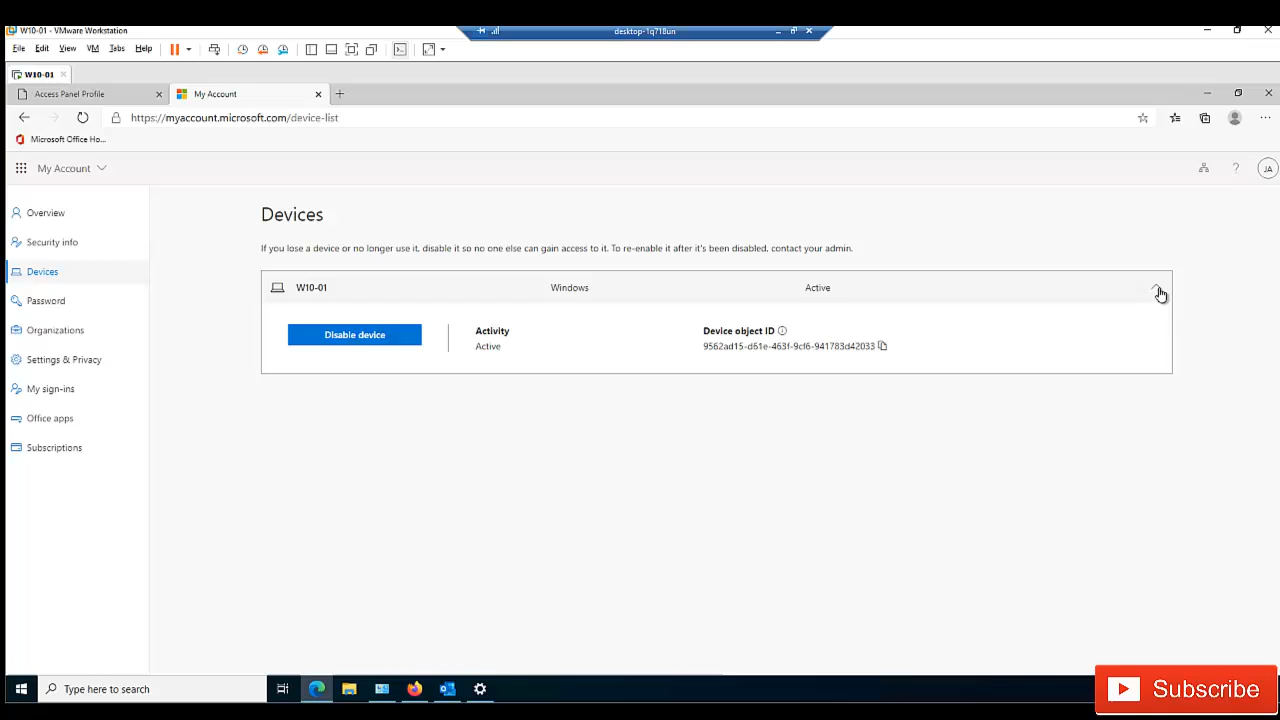 W10-01 - VMware Workstation
desktop-1q718un
File Edit View VM Tabs Help
W10-01
Access Panel Profile
My Account
https://myaccount.microsoft.com/device-list
Microsoft Office Ho...
My Account
?
JA
Overview
Security info
Devices
Password
Organizations
Settings & Privacy
My sign-ins
Office apps
Subscriptions
Devices
If you lose a device or no longer use it, disable it so no one else can gain access to it. To re-enable it after it's been disabled, contact your admin.
W10-01 Windows Active
Disable device
Activity
Active
Device object ID
9562ad15-d61e-463f-9cf6-941783d42033
Type here to search
Subscribe